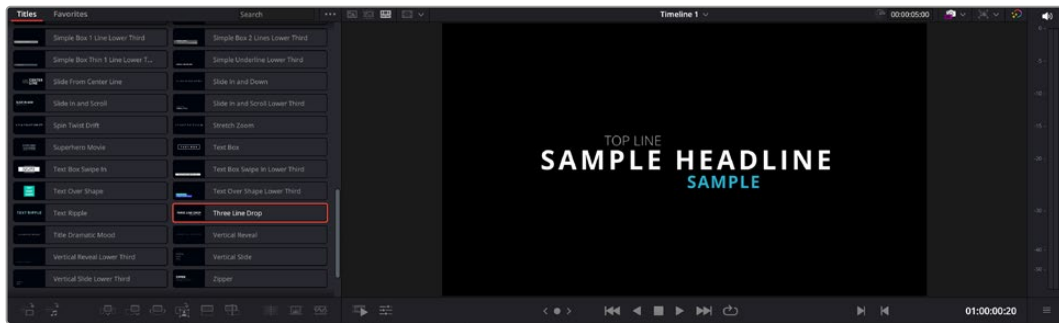 Titles Favorites Search Timeline 1 00:00:05:00
Simple Box 1 Line Lower Third Simple Box 2 Lines Lower Third
Simple Box Thin 1 Line Lower T... Simple Underline Lower Third
Slide From Center Line Slide In and Down
Slide In and Scroll Slide In and Scroll Lower Third
Spin Twist Drift Stretch Zoom
Superhero Movie Text Box
Text Box Swipe In Text Box Swipe In Lower Third
Text Over Shape Text Over Shape Lower Third
Text Ripple Three Line Drop
Title Dramatic Mood Vertical Reveal
Vertical Reveal Lower Third Vertical Slide
Vertical Slide Lower Third Zipper
TOP LINE
SAMPLE HEADLINE
SAMPLE
01:00:00:20